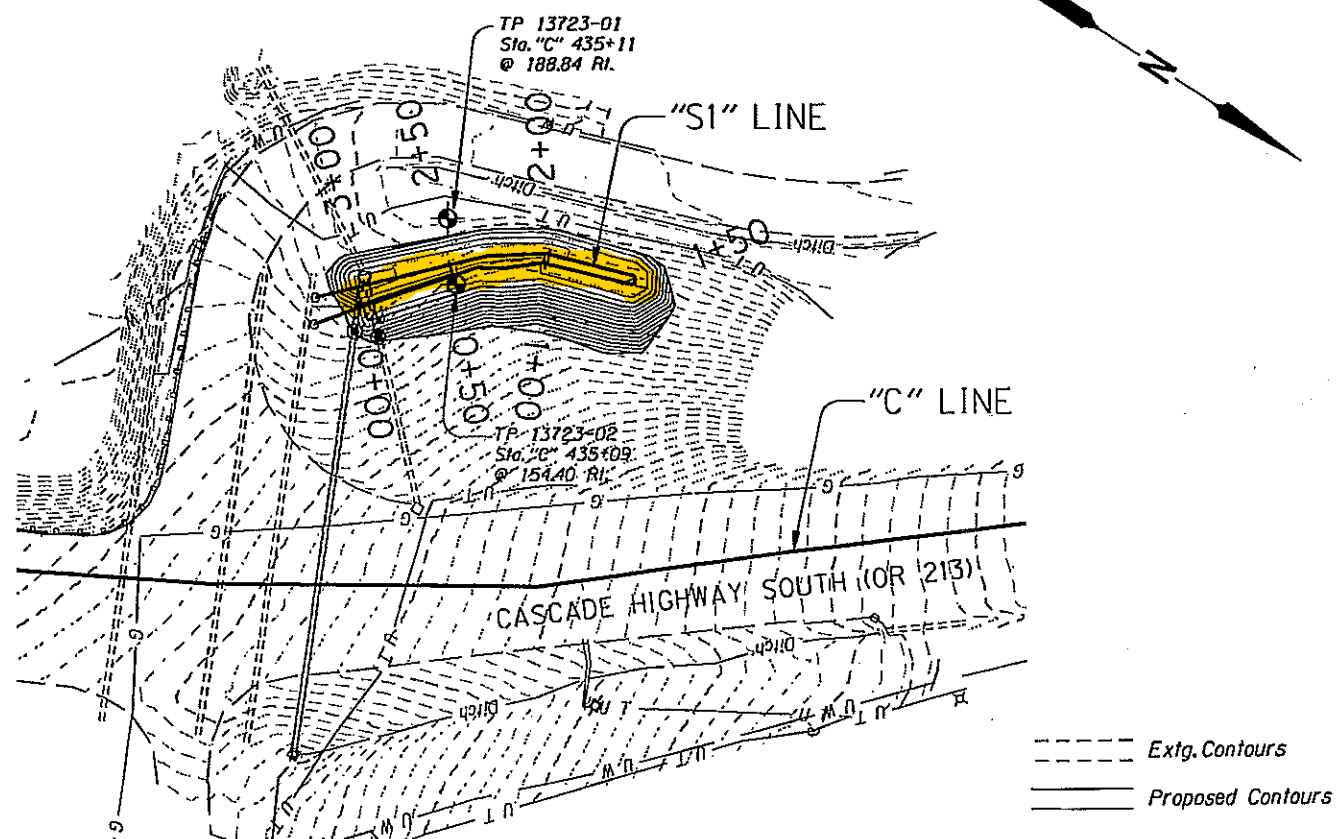 TP 13723-01
Sta. "C" 435+11
@ 188.84 Rt.
N
"S1" LINE
3+00
2+50
2+00
1+50
Ditch
Ditch
0+00
0+50
1+00
"C" LINE
TP 13723-02
Sta. "C" 435+09
@ 154.40 Rt.
G
G
G
G
CASCADE HIGHWAY SOUTH (OR 213)
Ditch
Ditch
G
G
Extg. Contours
Proposed Contours